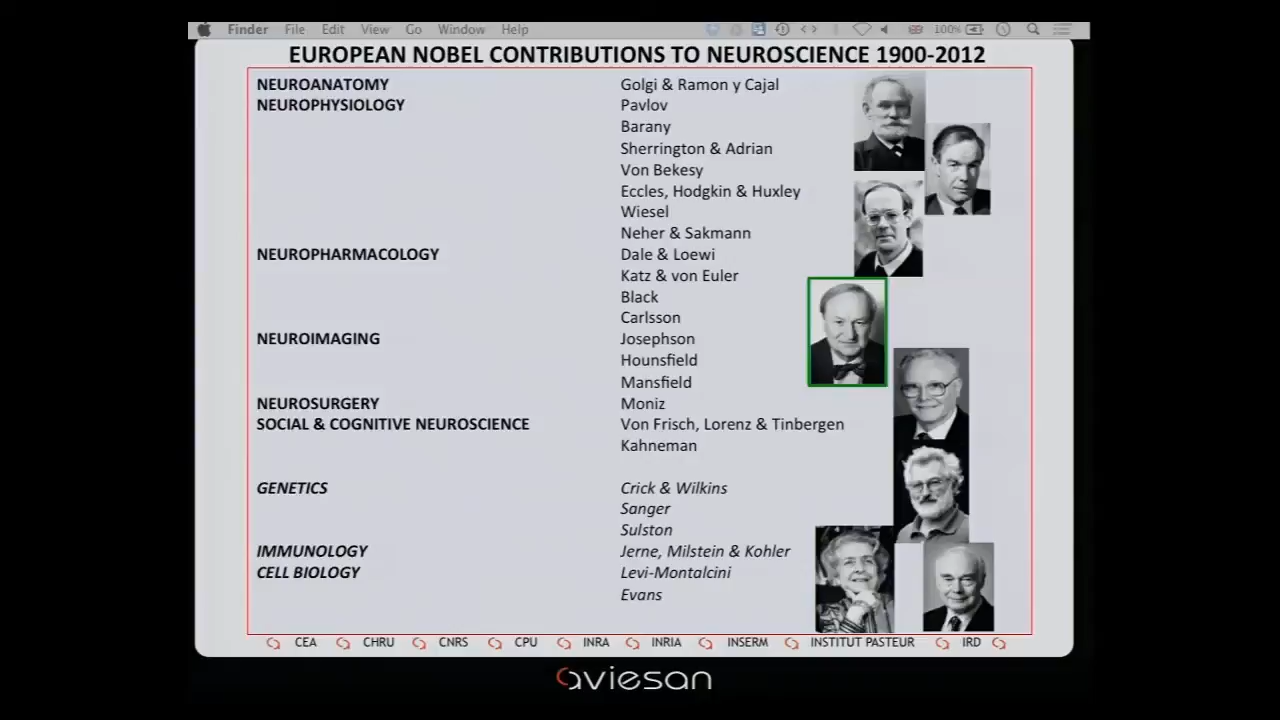 Finder File Edit View Go Window Help 100%
EUROPEAN NOBEL CONTRIBUTIONS TO NEUROSCIENCE 1900-2012
NEUROANATOMY Golgi & Ramon y Cajal
NEUROPHYSIOLOGY Pavlov
Barany
Sherrington & Adrian
Von Bekesy
Eccles, Hodgkin & Huxley
Wiesel
Neher & Sakmann
NEUROPHARMACOLOGY Dale & Loewi
Katz & von Euler
Black
Carlsson
NEUROIMAGING Josephson
Hounsfield
Mansfield
NEUROSURGERY Moniz
SOCIAL & COGNITIVE NEUROSCIENCE Von Frisch, Lorenz & Tinbergen
Kahneman
GENETICS Crick & Wilkins
Sanger
Sulston
IMMUNOLOGY Jerne, Milstein & Kohler
CELL BIOLOGY Levi-Montalcini
Evans
CEA CHRU CNRS CPU INRA INRIA INSERM INSTITUT PASTEUR IRD
aviesan